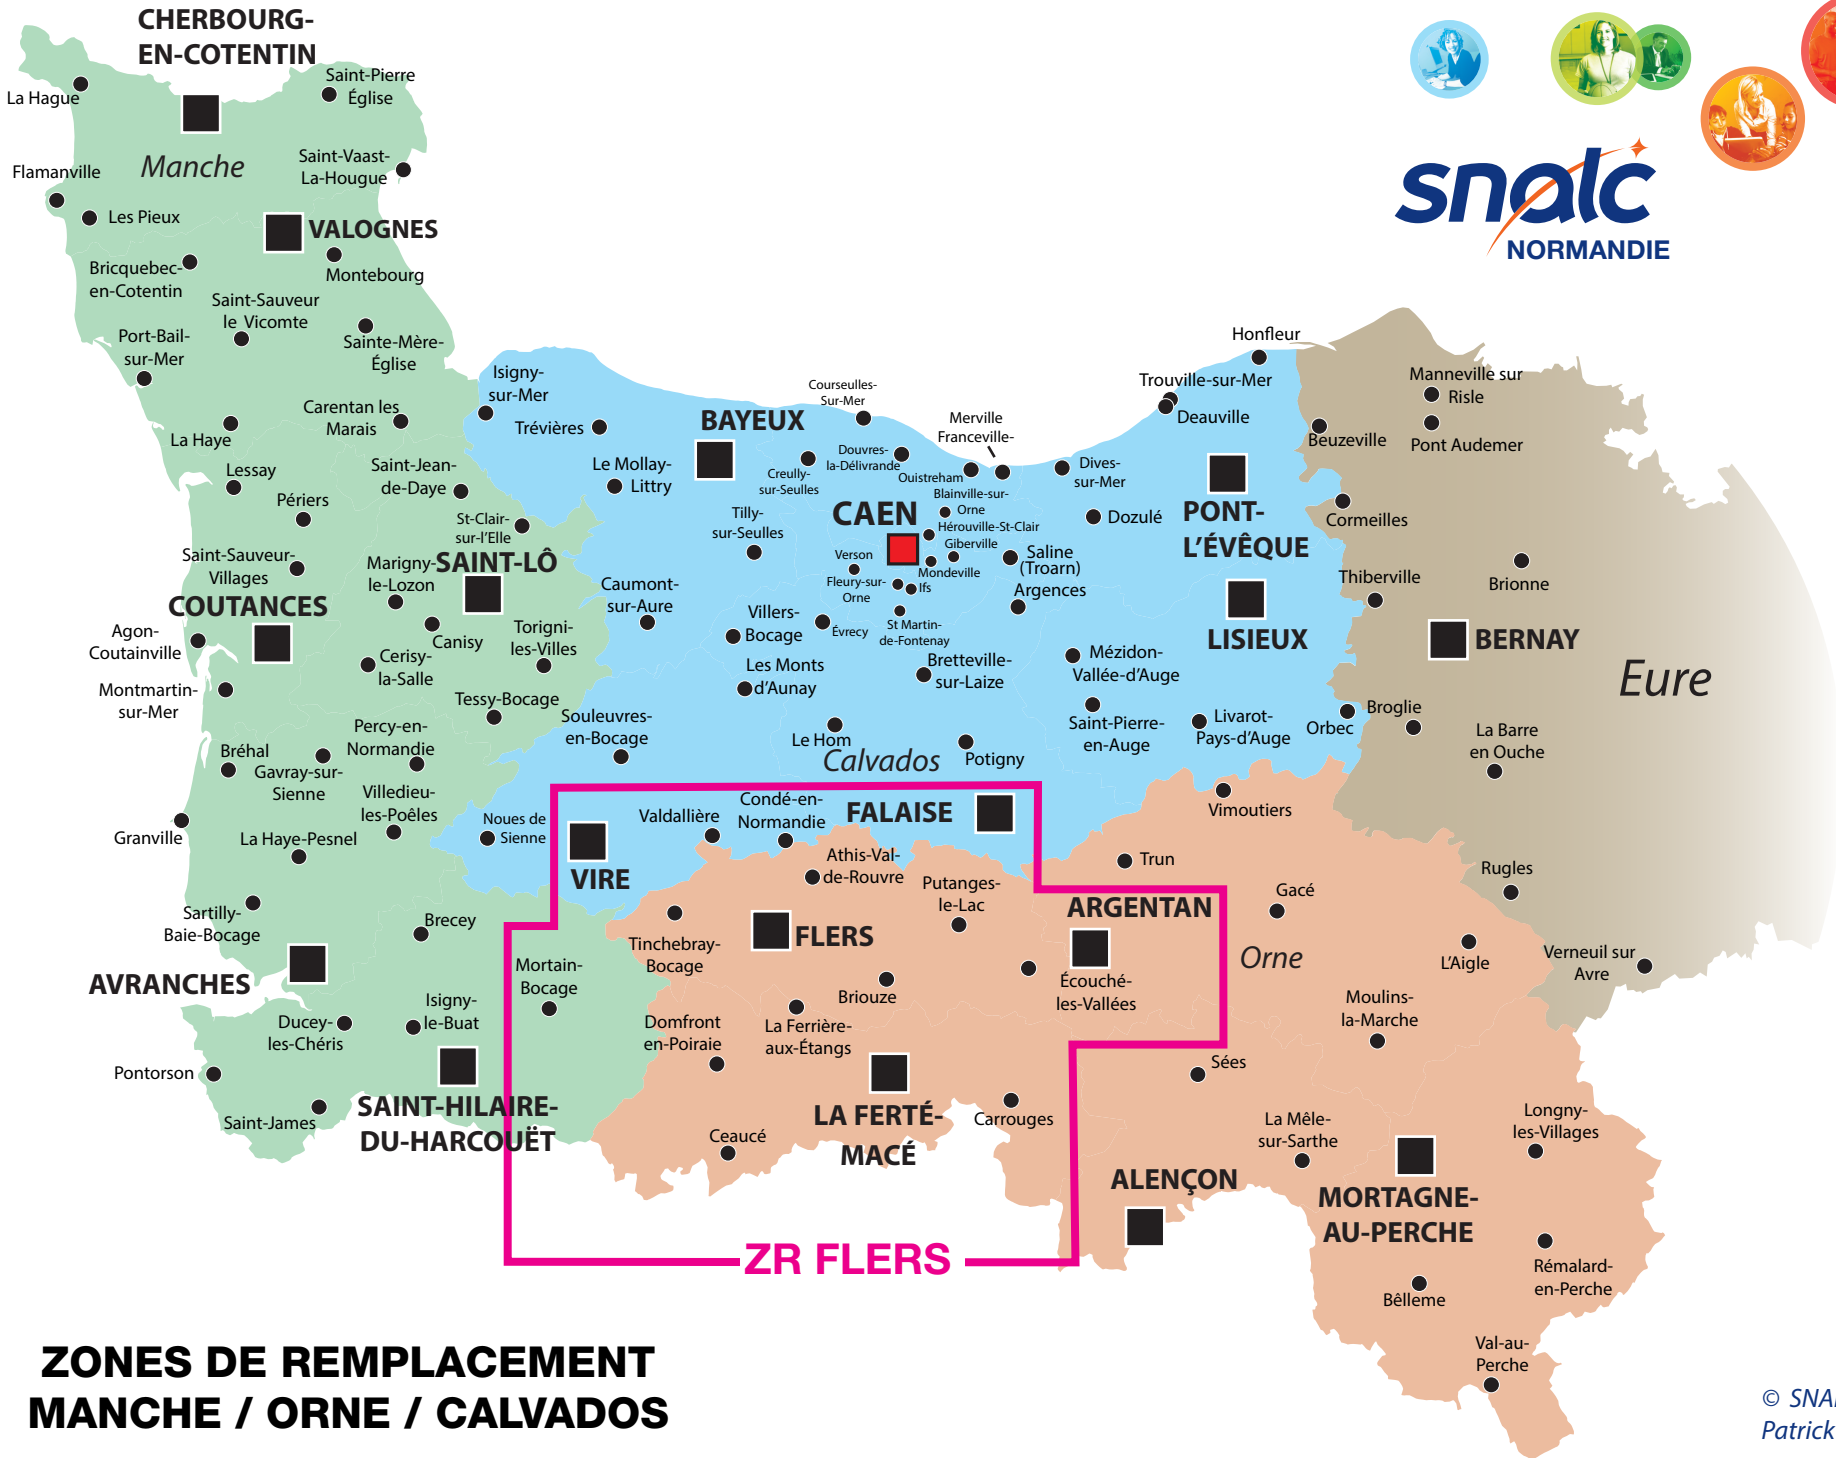 CHERBOURG-
EN-COTENTIN
Saint-Pierre
Église
La Hague
Manche
Saint-Vaast-
La-Hougue
Flamanville
Les Pieux
VALOGNES
Bricquebec-
en-Cotentin
Montebourg
Saint-Sauveur
le Vicomte
Port-Bail-
sur-Mer
Sainte-Mère-
Église
La Haye
Carentan les
Marais
Lessay
Saint-Jean-
de-Daye
Périers
St-Clair-
sur-l'Elle
Saint-Sauveur-
Villages
Marigny-
le-Lozon
SAINT-LÔ
COUTANCES
Agon-
Coutainville
Canisy
Torigni-
les-Villes
Cerisy-
la-Salle
Montmartin-
sur-Mer
Tessy-Bocage
Percy-en-
Normandie
Bréhal
Gavray-sur-
Sienne
Villedieu-
les-Poêles
Granville
La Haye-Pesnel
Sartilly-
Baie-Bocage
Brecey
AVRANCHES
Mortain-
Bocage
Isigny-
le-Buat
Ducey-
les-Chéris
Pontorson
Saint-James
SAINT-HILAIRE-
DU-HARCOUËT
snalc
NORMANDIE
Isigny-
sur-Mer
Trévières
BAYEUX
Courseulles-
Sur-Mer
Merville
Franceville-
Le Mollay-
Littry
Creully-
sur-Seulles
Douvres-
la-Délivrande
Ouistreham
Blainville-sur-
Orne
Dives-
sur-Mer
Honfleur
Trouville-sur-Mer
Deauville
Tilly-
sur-Seulles
CAEN
Hérouville-St-Clair
Giberville
Dozulé
PONT-
L'ÉVÊQUE
Verson
Mondeville
Saline
(Troarn)
Fleury-sur-
Orne
Ifs
Argences
Caumont-
sur-Aure
Villers-
Bocage
Évrecy
St Martin-
de-Fontenay
LISIEUX
Les Monts
d'Aunay
Bretteville-
sur-Laize
Mézidon-
Vallée-d'Auge
Souleuvres-
en-Bocage
Le Hom
Calvados
Potigny
Saint-Pierre-
en-Auge
Livarot-
Pays-d'Auge
Orbec
Noues de
Sienne
VIRE
Valdallière
Condé-en-
Normandie
FALAISE
Manneville sur
Risle
Beuzeville
Pont Audemer
Cormeilles
Thiberville
Brionne
BERNAY
Eure
Broglie
La Barre
en Ouche
Rugles
Verneuil sur
Avre
Vimoutiers
Trun
Athis-Val-
de-Rouvre
Putanges-
le-Lac
ARGENTAN
Gacé
FLERS
Tinchebray-
Bocage
Orne
L'Aigle
Briouze
Écouché-
les-Vallées
Domfront
en-Poiraie
La Ferrière-
aux-Étangs
Moulins-
la-Marche
Sées
LA FERTÉ-
MACÉ
Carrouges
Ceaucé
La Mêle-
sur-Sarthe
Longny-
les-Villages
ALENÇON
MORTAGNE-
AU-PERCHE
Rémalard-
en-Perche
Bêlleme
Val-au-
Perche
ZR FLERS
ZONES DE REMPLACEMENT
MANCHE / ORNE / CALVADOS
©
Patrick